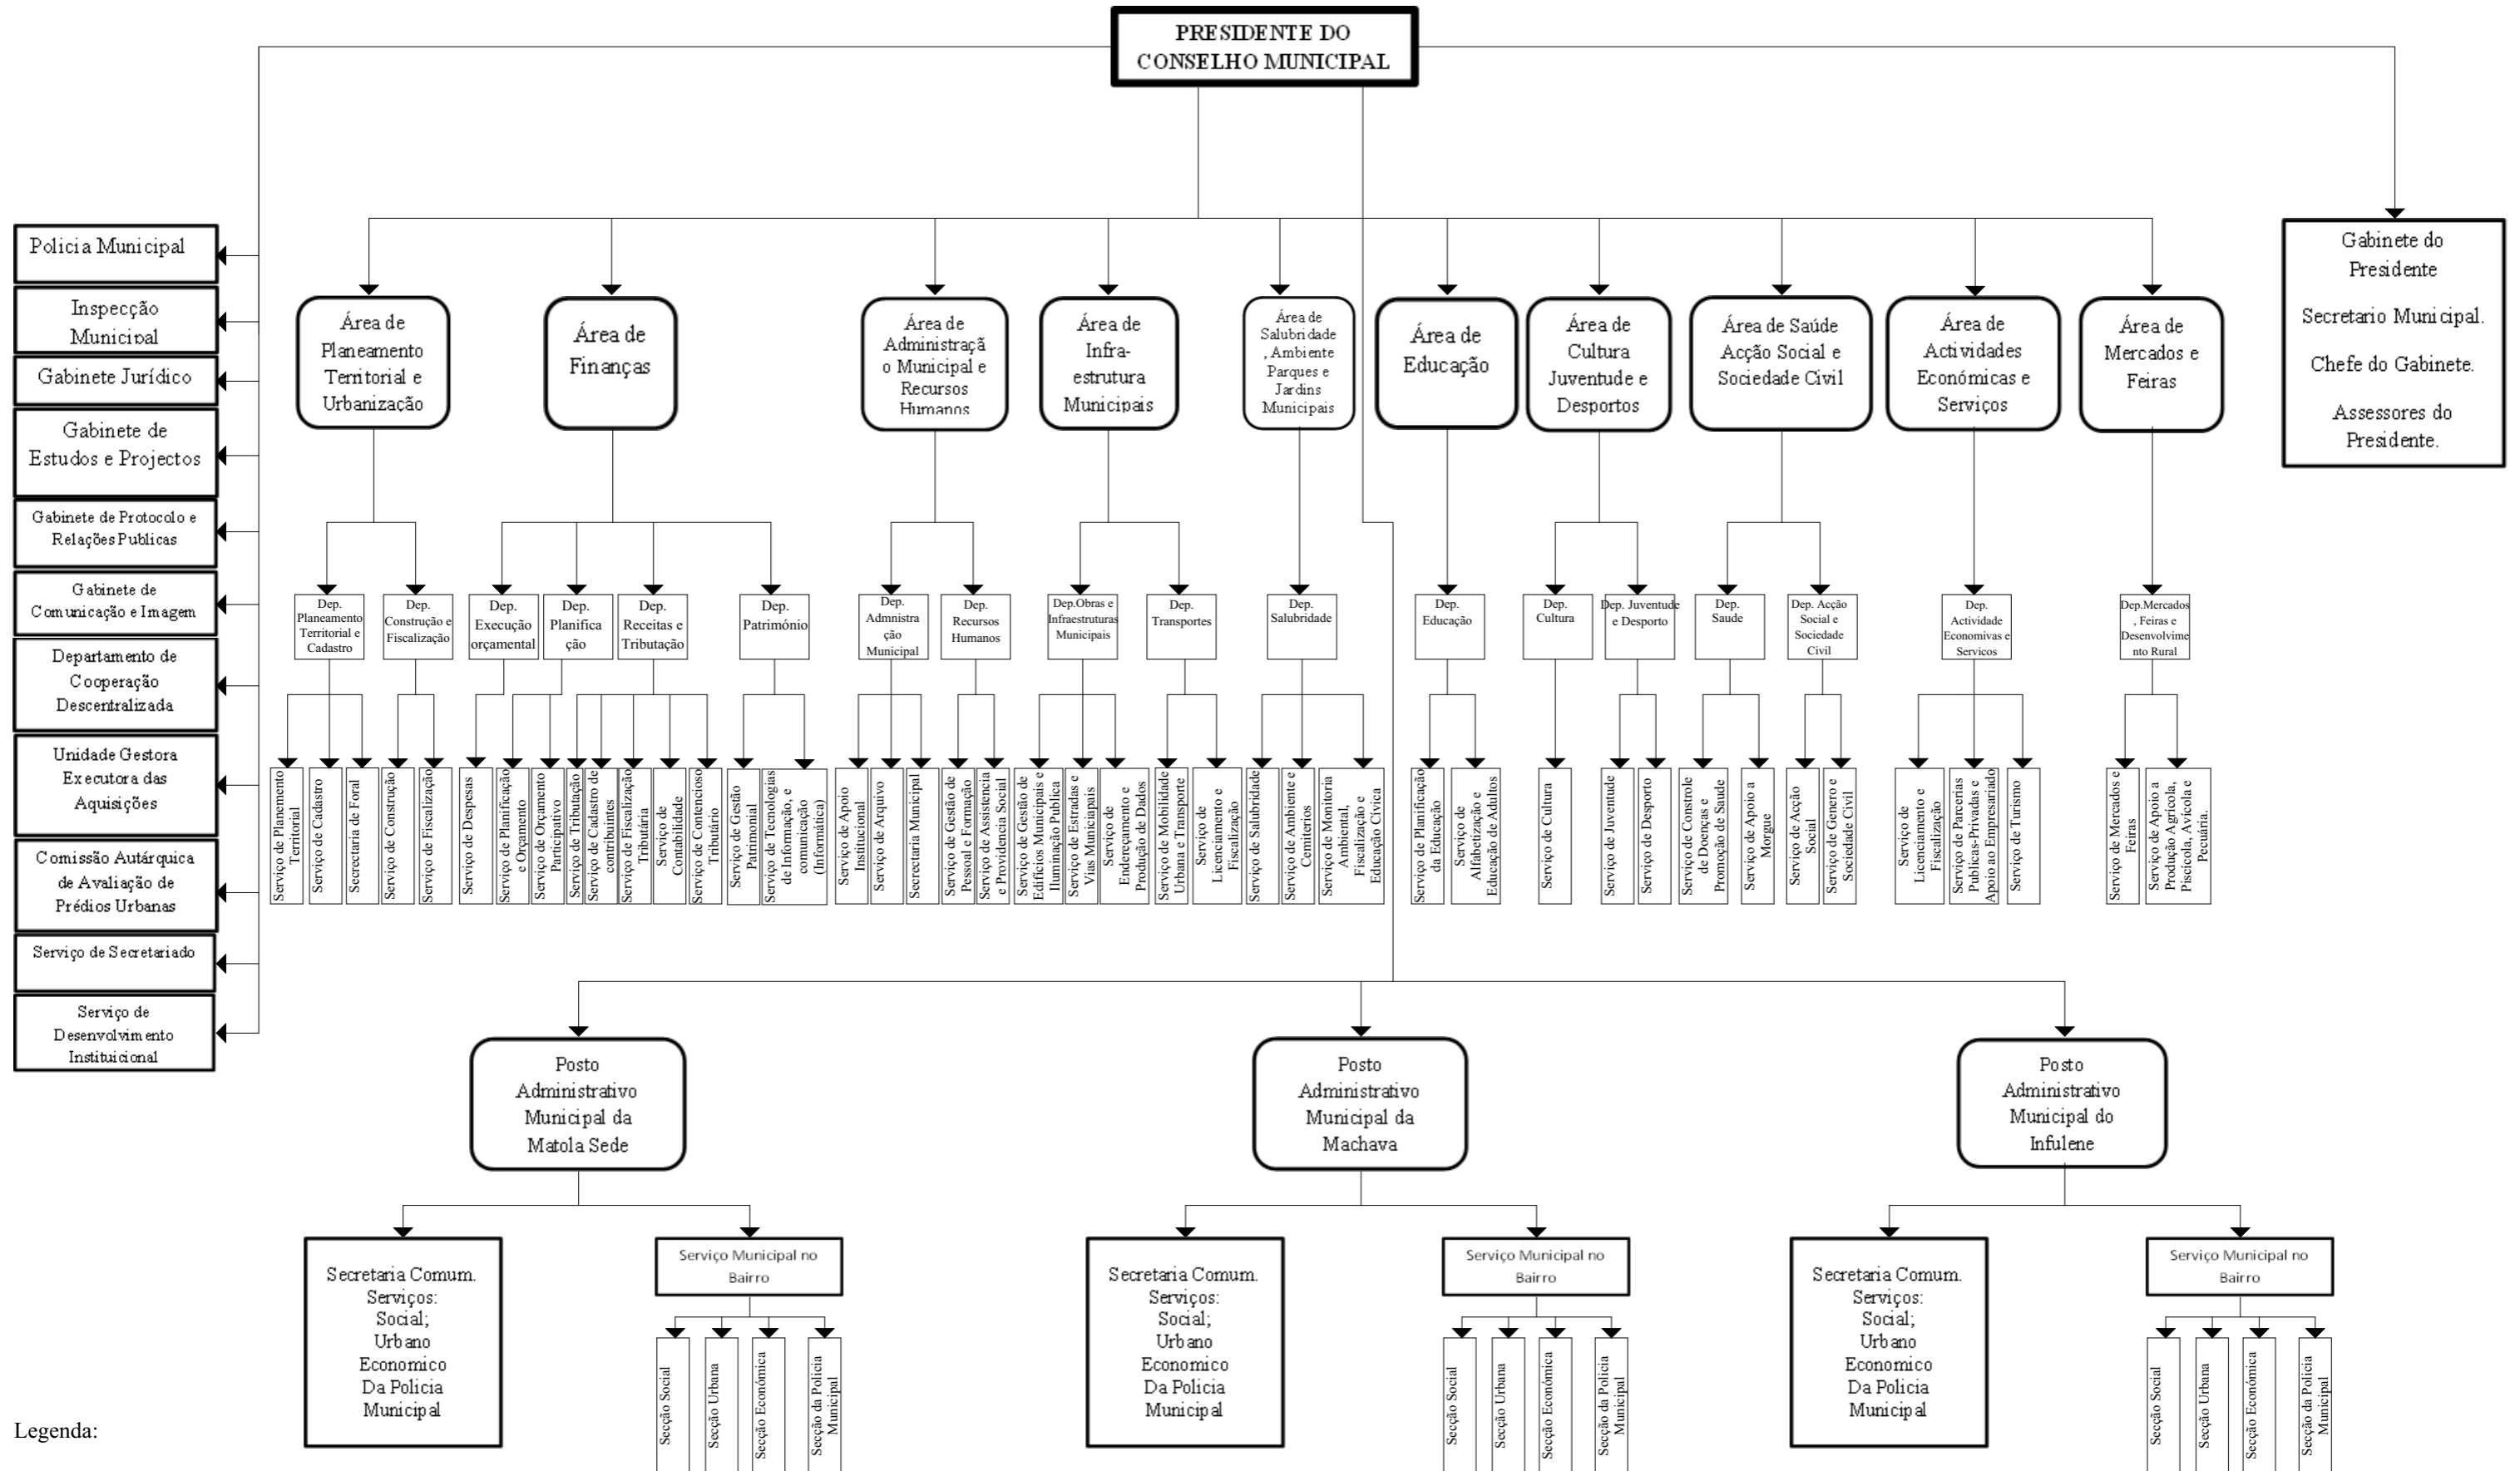 PRESIDENTE DO
CONSELHO MUNICIPAL
Policia Municipal
Inspecção
Municipal
Gabinete Jurídico
Gabinete de
Estudos e Projectos
Gabinete de Protocolo e
Relações Publicas
Gabinete de
Comunicação e Imagem
Departamento de
Cooperação
Descentralizada
Unidade Gestora
Executora das
Aquisições
Comissão Autárquica
de Avaliação de
Prédios Urbanas
Serviço de Secretariado
Serviço de
Desenvolvimento
Instituicional
Gabinete do
Presidente
Secretario Municipal.
Chefe do Gabinete.
Assessores do
Presidente.
Área de
Planeamento
Territorial e
Urbanização
Área de
Finanças
Área de
Administraçã
o Municipal e
Recursos
Humanos
Área de
Infra-
estrutura
Municipais
Área de
Salubridade
, Ambiente
Parques e
Jardins
Municipais
Área de
Educação
Área de
Cultura
Juventude e
Desportos
Área de Saúde
Acção Social e
Sociedade Civil
Área de
Actividades
Económicas e
Serviços
Área de
Mercados e
Feiras
Dep.
Planeamento
Territorial e
Cadastro
Dep.
Construção e
Fiscalização
Dep.
Execução
orçamental
Dep.
Planifica
ção
Dep.
Receitas e
Tributação
Dep.
Património
Dep.
Admnistra
ção
Municipal
Dep.
Recursos
Humanos
Dep.Obras e
Infraestruturas
Municipais
Dep.
Transportes
Dep.
Salubridade
Dep.
Educação
Dep.
Cultura
Dep. Juventude
e Desporto
Dep.
Saude
Dep. Acção
Social e
Sociedade
Civil
Dep.
Actividade
Economivas e
Servicos
Dep.Mercados
, Feiras e
Desenvolvime
nto Rural
Serviço de Planemento
Territorial
Serviço de Cadastro
Secretaria de Foral
Serviço de Construção
Serviço de Fiscalização
Serviço de Despesas
Serviço de Planificação
e Orçamento
Serviço de Orçamento
Participativo
Serviço de Tributação
Serviço de Cadastro de
contribuintes
Serviço de Fiscalização
Tributária
Serviço de
Contabilidade
Serviço de Contencioso
Tributário
Serviço de Gestão
Patrimonial
Serviço de Tecnologias
de Informação, e
comunicação
(Informática)
Serviço de Apoio
Institucional
Serviço de Arquivo
Secretaria Municipal
Serviço de Gestão de
Pessoal e Formação
Serviço de Assistencia
e Providencia Social
Serviço de Gestão de
Edifícios Municipais e
Iluminação Publica
Serviço de Estradas e
Vias Municiapais
Serviço de
Endereçamento e
Produção de Dados
Serviço de Mobilidade
Urbana e Transporte
Serviço de
Licenciamento e
Fiscalização
Serviço de Salubridade
Serviço de Ambiente e
Cemiterios
Serviço de Monitoria
Ambiental,
Fiscalização e
Educação Cívica
Serviço de Planificação
da Educação
Serviço de
Alfabetização e
Educação de Adultos
Serviço de Cultura
Serviço de Juventude
Serviço de Desporto
Serviço de Constrole
de Doenças e
Promoção de Saude
Serviço de Apoio a
Morgue
Serviço de Acção
Social
Serviço de Genero e
Sociedade Civil
Serviço de
Licenciamento e
Fiscalização
Serviço de Parcerias
Publicas-Privadas e
Apoio ao Empresariado
Serviço de Turismo
Serviço de Mercados e
Feiras
Serviço de Apoio a
Produção Agrícola,
Piscicola, Avicola e
Pecuária.
Posto
Administrativo
Municipal da
Matola Sede
Posto
Administrativo
Municipal da
Machava
Posto
Administrativo
Municipal do
Infulene
Secretaria Comum.
Serviços:
Social;
Urbano
Economico
Da Policia
Municipal
Serviço Municipal no
Bairro
Secção Social
Secção Urbana
Secção Económica
Secção da Policia
Municipal
Secretaria Comum.
Serviços:
Social;
Urbano
Economico
Da Policia
Municipal
Serviço Municipal no
Bairro
Secção Social
Secção Urbana
Secção Económica
Secção da Policia
Municipal
Secretaria Comum.
Serviços:
Social;
Urbano
Economico
Da Policia
Municipal
Serviço Municipal no
Bairro
Secção Social
Secção Urbana
Secção Económica
Secção da Policia
Municipal
Legenda: